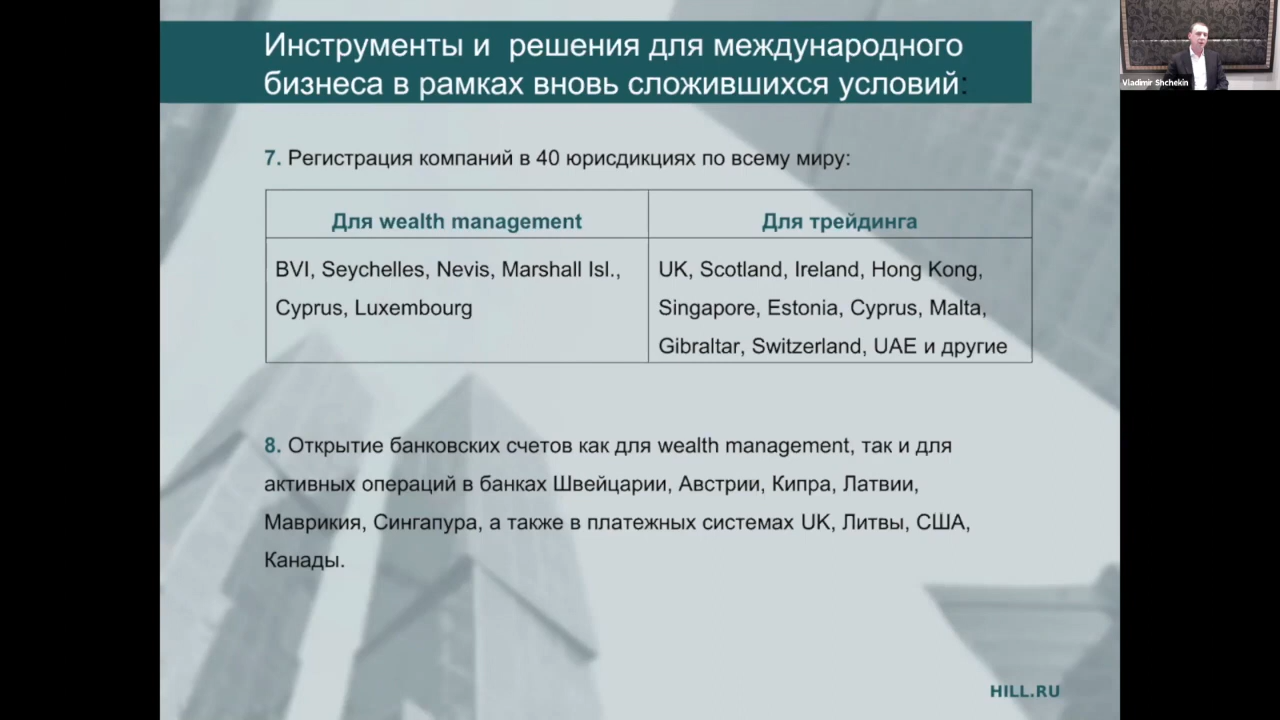 Инструменты и решения для международного
бизнеса в рамках вновь сложившихся условий:
Vladimir Shchekin
7. Регистрация компаний в 40 юрисдикциях по всему миру:
Для wealth management
Для трейдинга
BVI, Seychelles, Nevis, Marshall Isl.,
Cyprus, Luxembourg
UK, Scotland, Ireland, Hong Kong,
Singapore, Estonia, Cyprus, Malta,
Gibraltar, Switzerland, UAE и другие
8. Открытие банковских счетов как для wealth management, так и для
активных операций в банках Швейцарии, Австрии, Кипра, Латвии,
Маврикия, Сингапура, а также в платежных системах UK, Литвы, США,
Канады.
HILL.RU